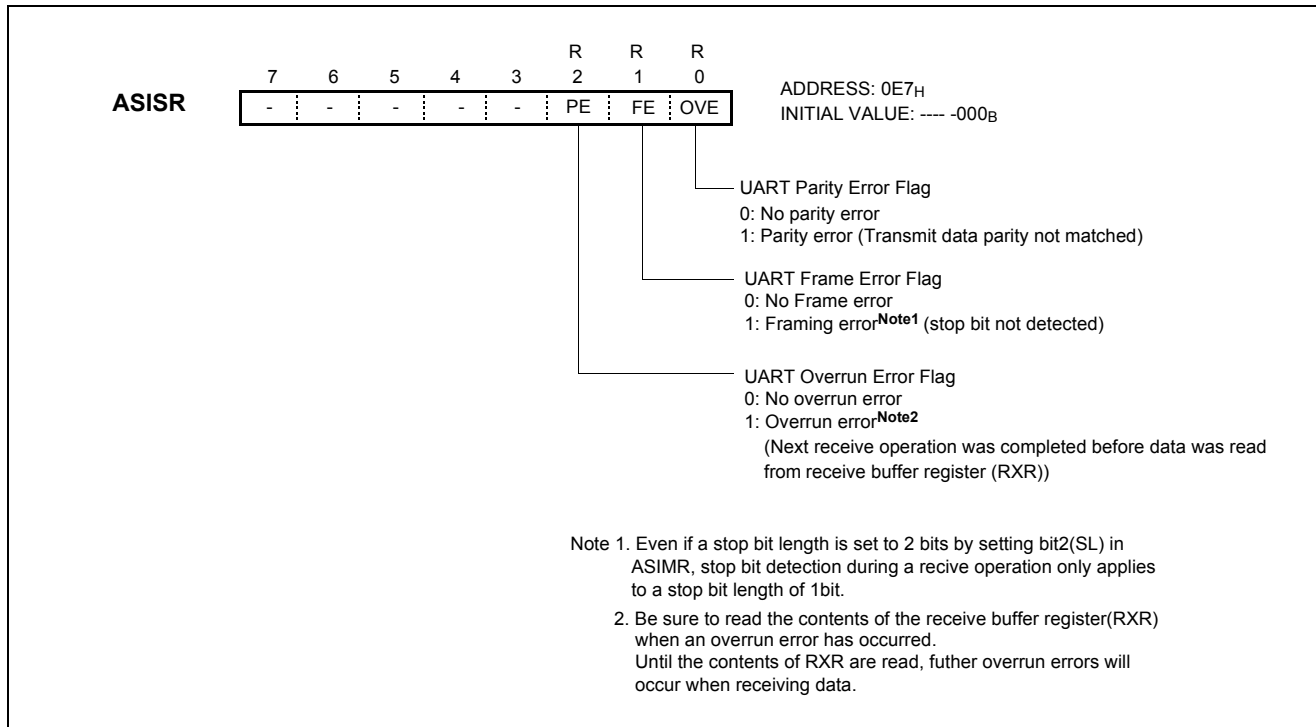 R R R
7 6 5 4 3 2 1 0
ASISR - - - - - PE FE OVE
ADDRESS: 0E7H
INITIAL VALUE: ---- -000B
UART Parity Error Flag
0: No parity error
1: Parity error (Transmit data parity not matched)
UART Frame Error Flag
0: No Frame error
1: Framing errorNote1 (stop bit not detected)
UART Overrun Error Flag
0: No overrun error
1: Overrun errorNote2
(Next receive operation was completed before data was read
from receive buffer register (RXR))
Note 1. Even if a stop bit length is set to 2 bits by setting bit2(SL) in
ASIMR, stop bit detection during a recive operation only applies
to a stop bit length of 1bit.
2. Be sure to read the contents of the receive buffer register(RXR)
when an overrun error has occurred.
Until the contents of RXR are read, futher overrun errors will
occur when receiving data.